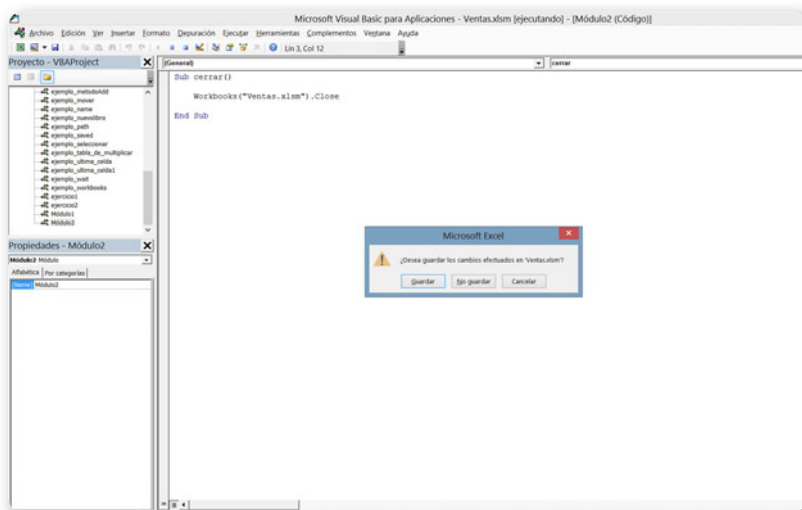 Microsoft Visual Basic para Aplicaciones - Ventas.xlsm [ejecutando] - [Módulo2 (Código)]
Archivo Edición Ver Insertar Formato Depuración Ejecutar Herramientas Complementos Ventana Ayuda
Lin 3, Col 12
Proyecto - VBAProject
(General)
cerrar
ejemplo_metodoAdd
ejemplo_mover
ejemplo_name
ejemplo_nuevolibro
ejemplo_path
ejemplo_saved
ejemplo_seleccionar
ejemplo_tabla_de_multiplicar
ejemplo_ultima_celda
ejemplo_ultima_celda1
ejemplo_wait
ejemplo_workbooks
ejercicio1
ejercicio2
Módulo1
Módulo2
Propiedades - Módulo2
Módulo2 Módulo
Alfabética Por categorías
(Name) Módulo2
Sub cerrar()
Workbooks("Ventas.xlsm").Close
End Sub
Microsoft Excel
¿Desea guardar los cambios efectuados en 'Ventas.xlsm'?
Guardar No guardar Cancelar